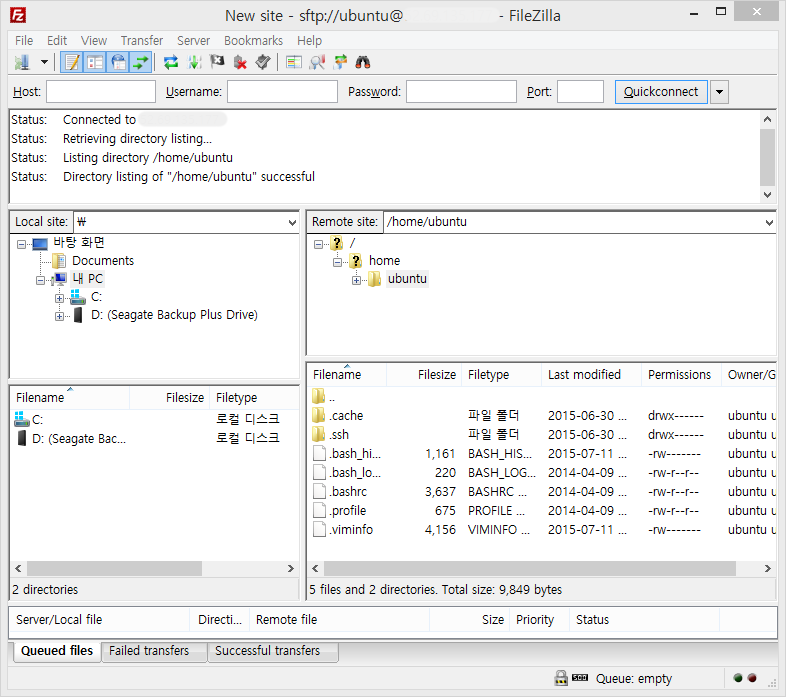 New site - sftp://ubuntu@ - FileZilla
File Edit View Transfer Server Bookmarks Help
Host: Username: Password: Port: Quickconnect
Status: Connected to
Status: Retrieving directory listing...
Status: Listing directory /home/ubuntu
Status: Directory listing of "/home/ubuntu" successful
Local site: ₩
바탕 화면
Documents
내 PC
C:
D: (Seagate Backup Plus Drive)
Remote site: /home/ubuntu
/
home
ubuntu
Filename Filesize Filetype
C: 로컬 디스크
D: (Seagate Bac... 로컬 디스크
2 directories
Filename Filesize Filetype Last modified Permissions Owner/G
..
.cache 파일 폴더 2015-06-30 ... drwx------ ubuntu u
.ssh 파일 폴더 2015-06-30 ... drwx------ ubuntu u
.bash_hi... 1,161 BASH_HIS... 2015-07-11 ... -rw------- ubuntu u
.bash_lo... 220 BASH_LOG... 2014-04-09 ... -rw-r--r-- ubuntu u
.bashrc 3,637 BASHRC ... 2014-04-09 ... -rw-r--r-- ubuntu u
.profile 675 PROFILE ... 2014-04-09 ... -rw-r--r-- ubuntu u
.viminfo 4,156 VIMINFO ... 2015-07-11 ... -rw------- ubuntu u
5 files and 2 directories. Total size: 9,849 bytes
Server/Local file Directi... Remote file Size Priority Status
Queued files Failed transfers Successful transfers
Queue: empty